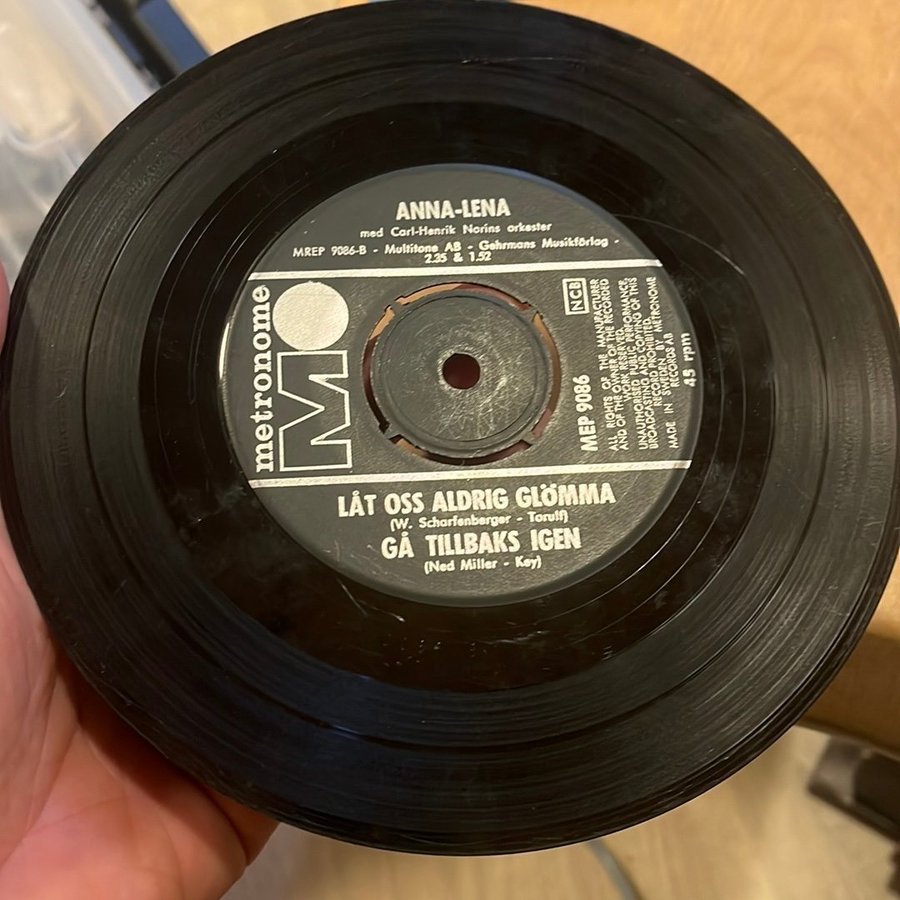 ANNA-LENA
med Carl-Henrik Norins orkester
MREP 9086-B - Multitone AB - Gehrmans Musikförlag -
2.35 & 1.52
metronome
M
NCB
MEP 9086
ALL RIGHTS OF THE MANUFACTURER
AND OF THE OWNER OF THE RECORDED
WORK RESERVED.
UNAUTHORISED PUBLIC PERFORMANCE,
BROADCASTING AND COPYING OF THIS
RECORD PROHIBITED.
MADE IN SWEDEN BY METRONOME
RECORDS AB
45 rpm
LÅT OSS ALDRIG GLÖMMA
(W. Scharfenberger - Torulf)
GÅ TILLBAKS IGEN
(Ned Miller - Key)